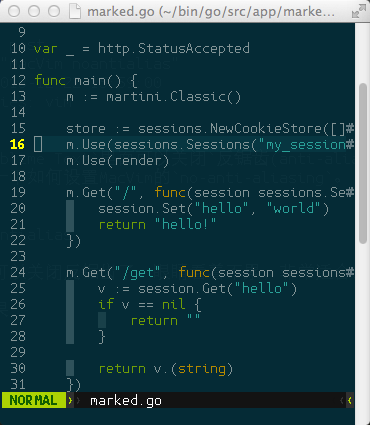 marked.go (~/bin/go/src/app/marke…
9
10 var _ = http.StatusAccepted
11
12 func main() {
13     m := martini.Classic()
14
15     store := sessions.NewCookieStore([]#
16     m.Use(sessions.Sessions("my_session#
17     m.Use(render)
18
19     m.Get("/", func(session sessions.Se#
20         session.Set("hello", "world")
21         return "hello!"
22     })
23
24     m.Get("/get", func(session sessions#
25         v := session.Get("hello")
26         if v == nil {
27             return ""
28         }
29
30         return v.(string)
31     })
NORMAL marked.go